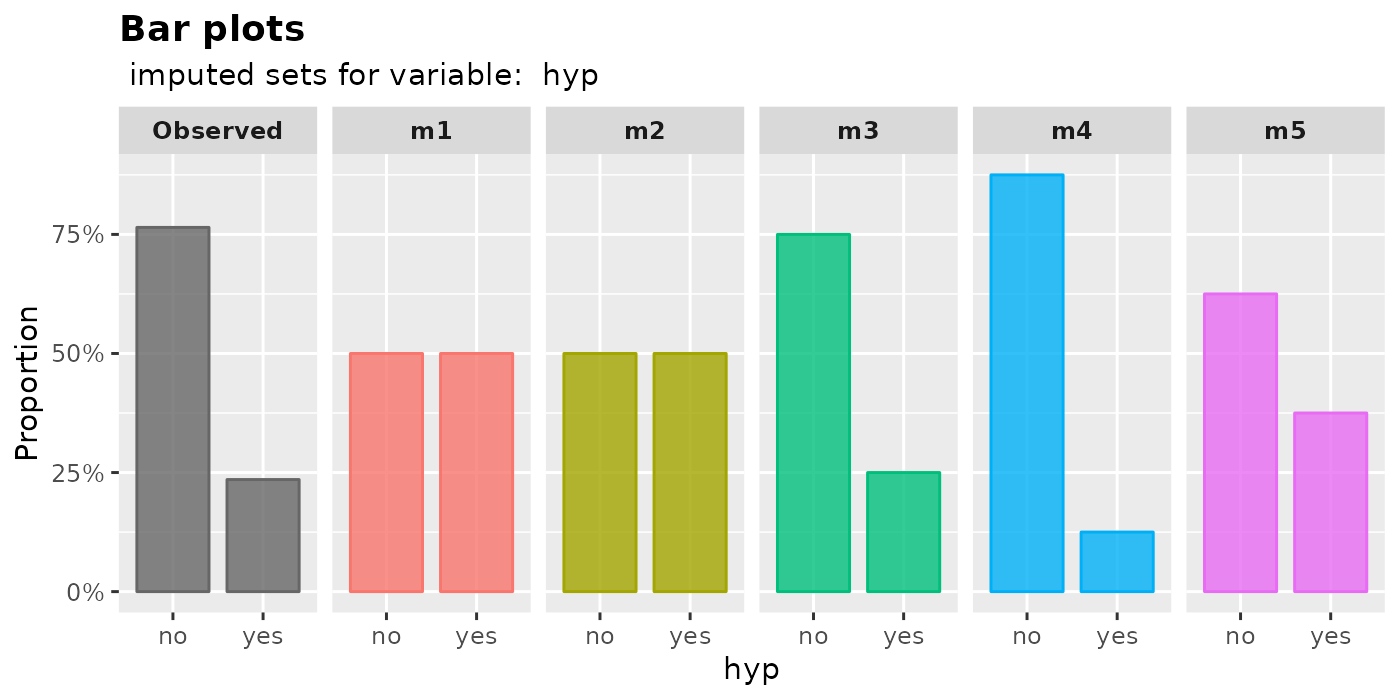 Bar plots
imputed sets for variable:  hyp
Observed m1 m2 m3 m4 m5
Proportion
75%
50%
25%
0%
no yes no yes no yes no yes no yes no yes
hyp